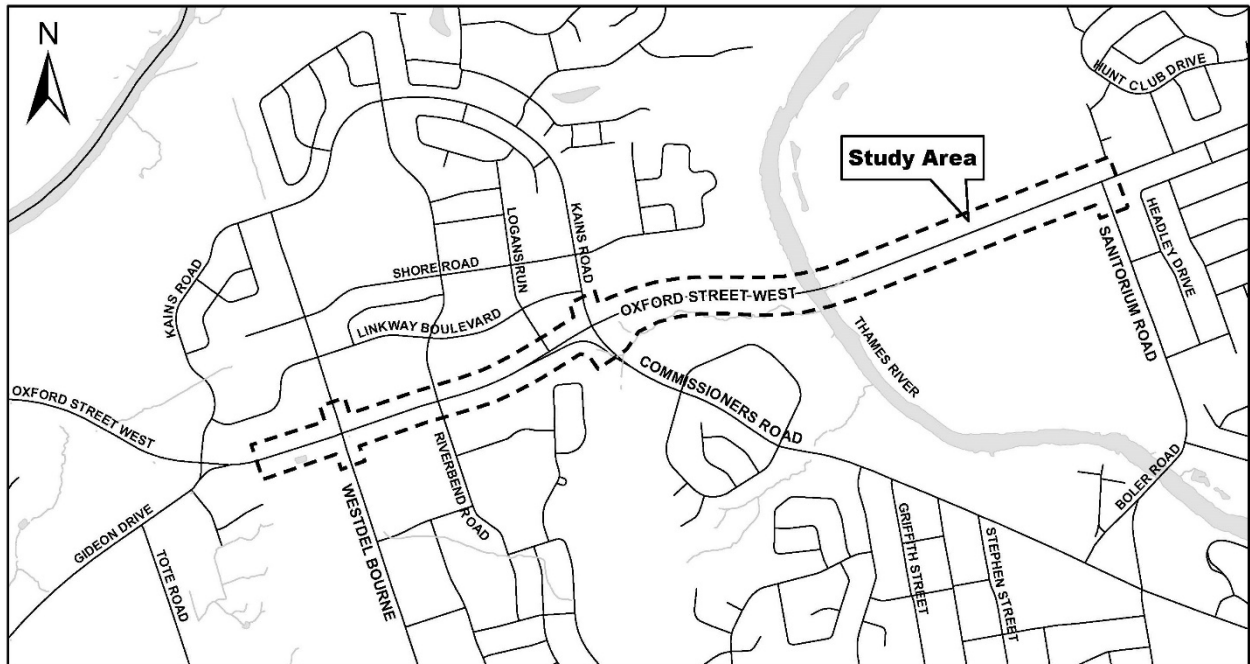 N
HUNT CLUB DRIVE
Study Area
KAINS ROAD
LOGANS RUN
SHORE ROAD
KAINS ROAD
LINKWAY BOULEVARD
OXFORD STREET WEST
HEADLEY DRIVE
SANITORIUM ROAD
THAMES RIVER
COMMISSIONERS ROAD
OXFORD STREET WEST
RIVERBEND ROAD
WESTDEL BOURNE
GIDEON DRIVE
TOTE ROAD
BOLER ROAD
GRIFFITH STREET
STEPHEN STREET